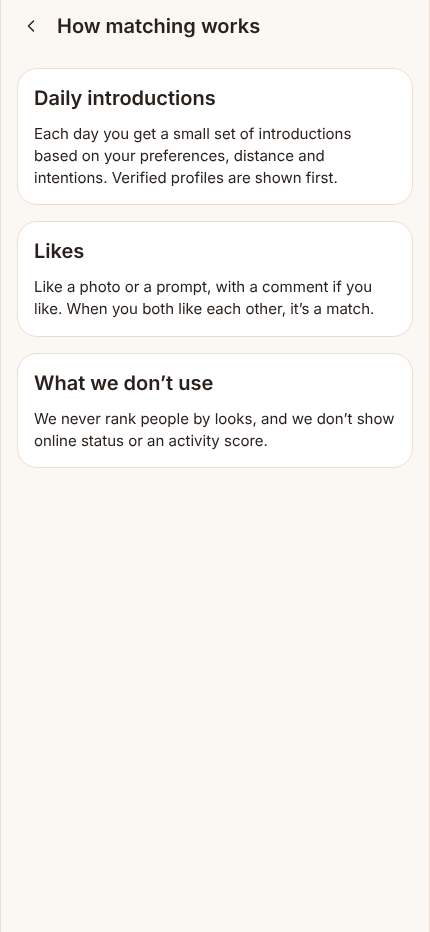 How matching works
Daily introductions
Each day you get a small set of introductions
based on your preferences, distance and
intentions. Verified profiles are shown first.
Likes
Like a photo or a prompt, with a comment if you
like. When you both like each other, it’s a match.
What we don’t use
We never rank people by looks, and we don’t show
online status or an activity score.